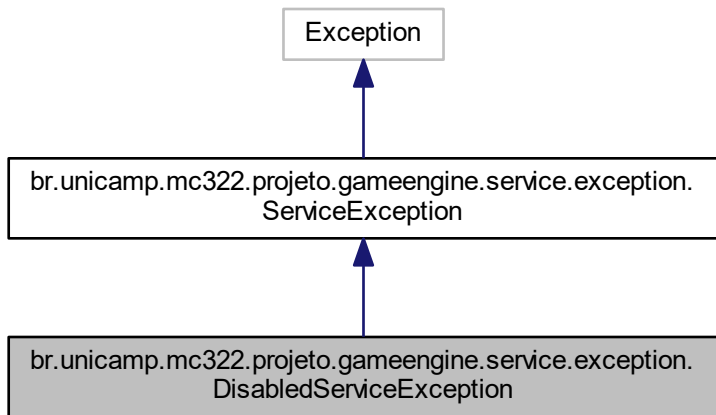 Exception
br.unicamp.mc322.projeto.gameengine.service.exception.
ServiceException
br.unicamp.mc322.projeto.gameengine.service.exception.
DisabledServiceException